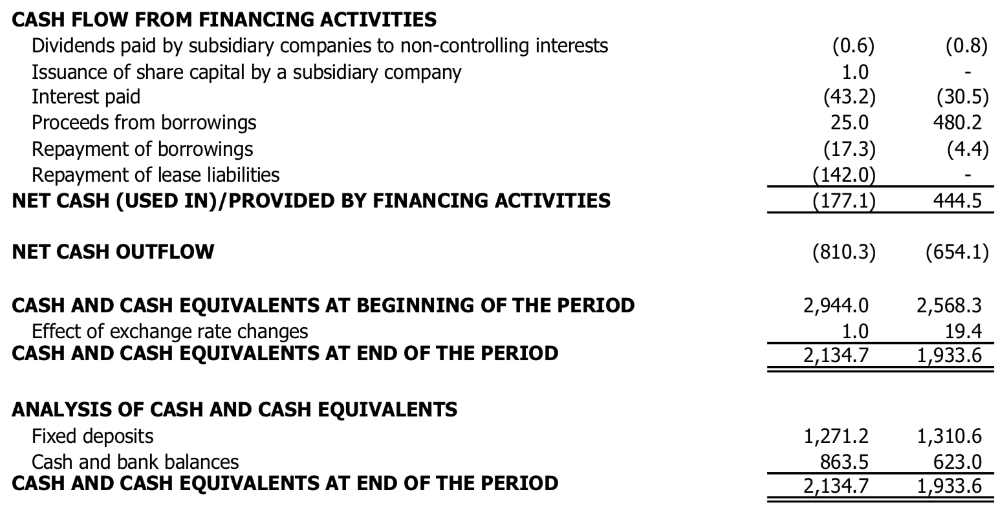 CASH FLOW FROM FINANCING ACTIVITIES
Dividends paid by subsidiary companies to non-controlling interests (0.6) (0.8)
Issuance of share capital by a subsidiary company 1.0 -
Interest paid (43.2) (30.5)
Proceeds from borrowings 25.0 480.2
Repayment of borrowings (17.3) (4.4)
Repayment of lease liabilities (142.0) -
NET CASH (USED IN)/PROVIDED BY FINANCING ACTIVITIES (177.1) 444.5
NET CASH OUTFLOW (810.3) (654.1)
CASH AND CASH EQUIVALENTS AT BEGINNING OF THE PERIOD 2,944.0 2,568.3
Effect of exchange rate changes 1.0 19.4
CASH AND CASH EQUIVALENTS AT END OF THE PERIOD 2,134.7 1,933.6
ANALYSIS OF CASH AND CASH EQUIVALENTS
Fixed deposits 1,271.2 1,310.6
Cash and bank balances 863.5 623.0
CASH AND CASH EQUIVALENTS AT END OF THE PERIOD 2,134.7 1,933.6